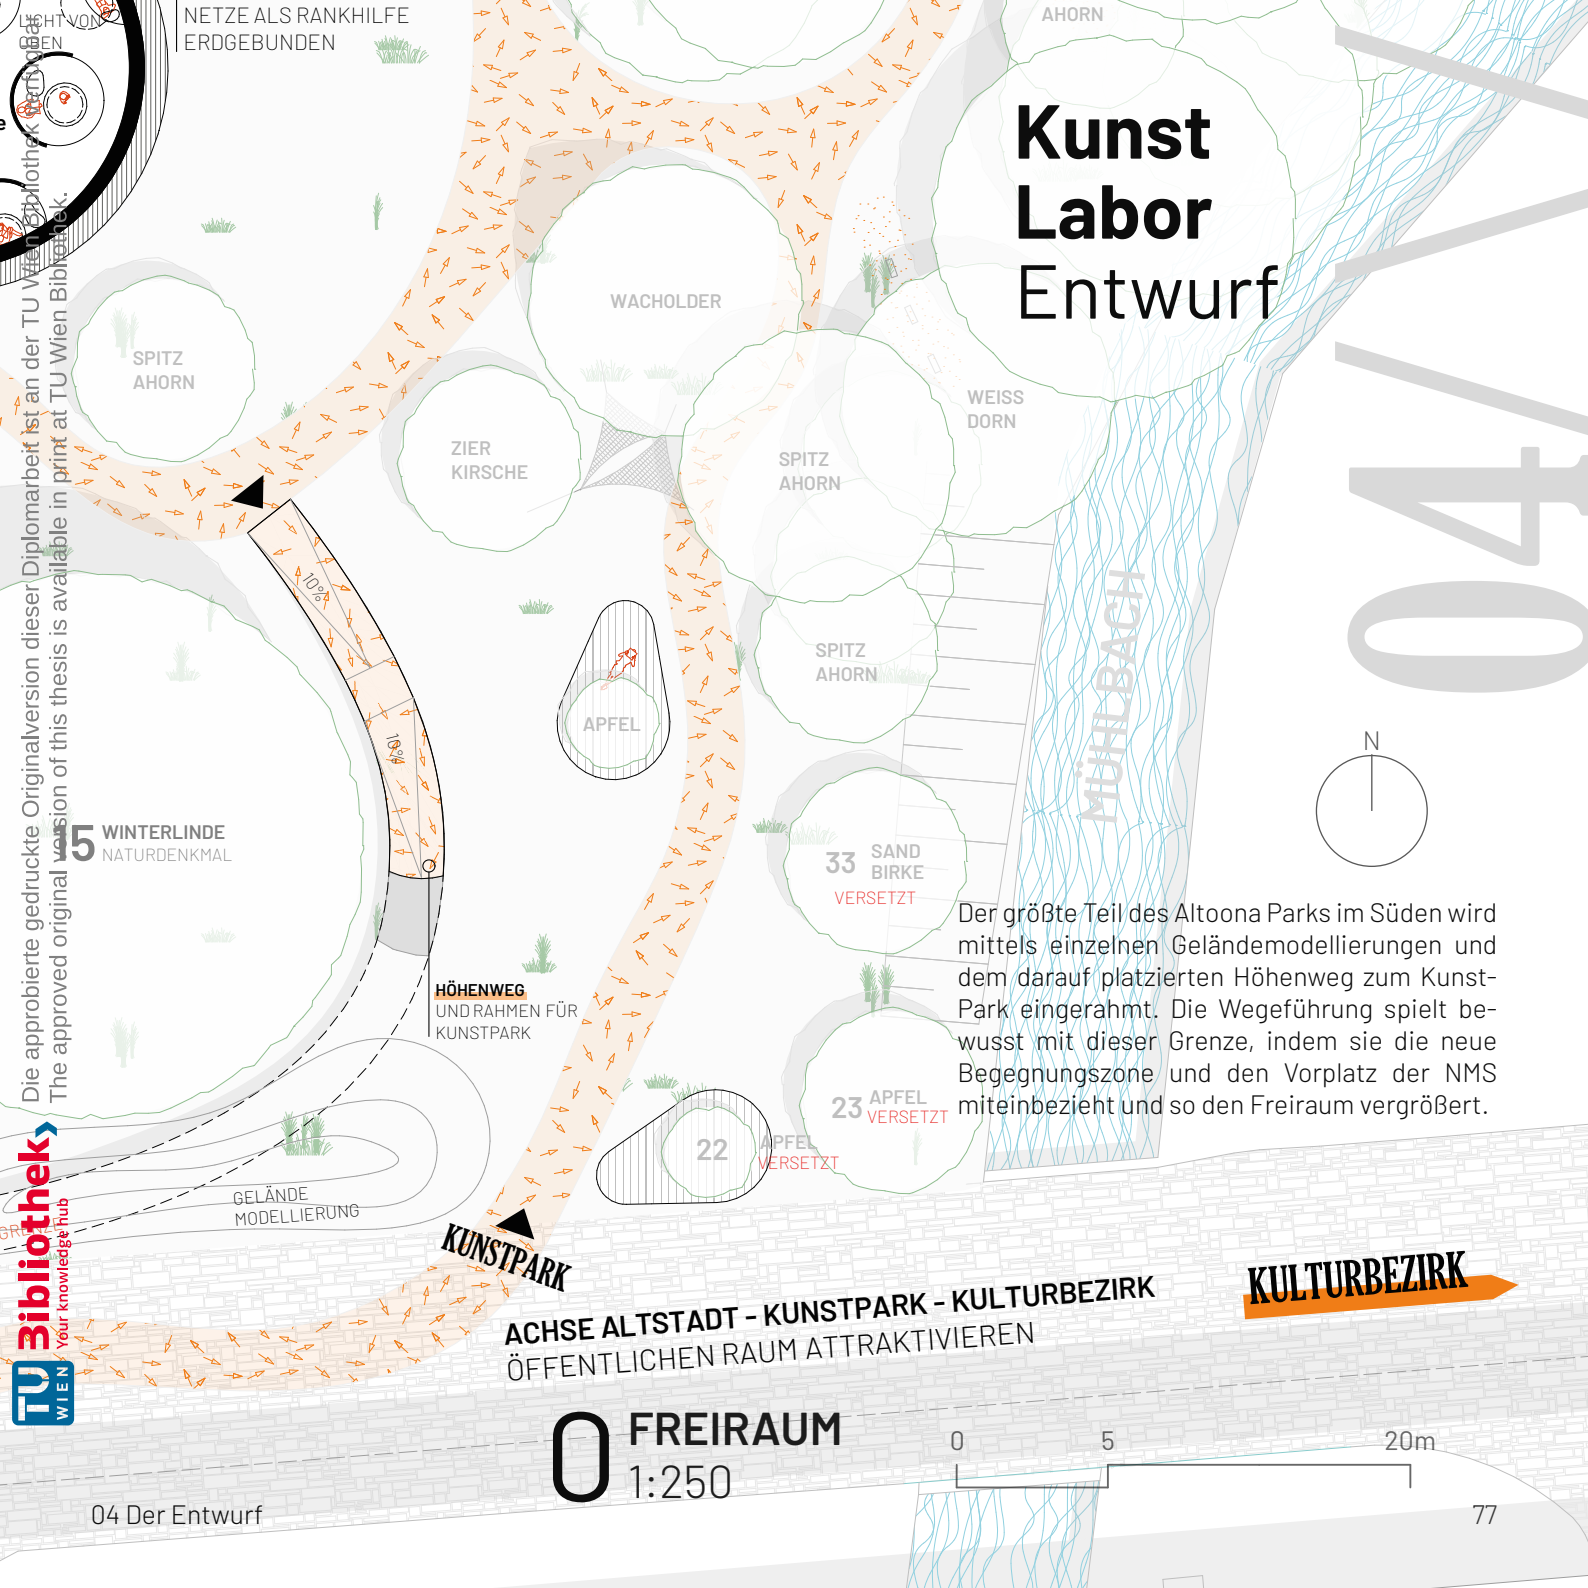 LICHT VON
OBEN
NETZE ALS RANKHILFE
ERDGEBUNDEN
AHORN
Kunst
Labor
Entwurf
04/
WACHOLDER
SPITZ
AHORN
ZIER
KIRSCHE
WEISS
DORN
SPITZ
AHORN
SPITZ
AHORN
10%
10%
APFEL
MÜHLBACH
N
15 WINTERLINDE
NATURDENKMAL
33 SAND
BIRKE
VERSETZT
Der größte Teil des Altoona Parks im Süden wird
mittels einzelnen Geländemodellierungen und
dem darauf platzierten Höhenweg zum Kunst-
Park eingerahmt. Die Wegeführung spielt be-
wusst mit dieser Grenze, indem sie die neue
Begegnungszone und den Vorplatz der NMS
miteinbezieht und so den Freiraum vergrößert.
HÖHENWEG
UND RAHMEN FÜR
KUNSTPARK
23 APFEL
VERSETZT
22 APFEL
VERSETZT
GELÄNDE
MODELLIERUNG
GRENZE
KUNSTPARK
KULTURBEZIRK
ACHSE ALTSTADT - KUNSTPARK - KULTURBEZIRK
ÖFFENTLICHEN RAUM ATTRAKTIVIEREN
0 FREIRAUM
1:250
0 5 20m
04 Der Entwurf
77
Die approbierte gedruckte Originalversion dieser Diplomarbeit ist an der TU Wien Bibliothek verfügbar
The approved original version of this thesis is available in print at TU Wien Bibliothek.
TU WIEN Bibliothek
Your knowledge hub